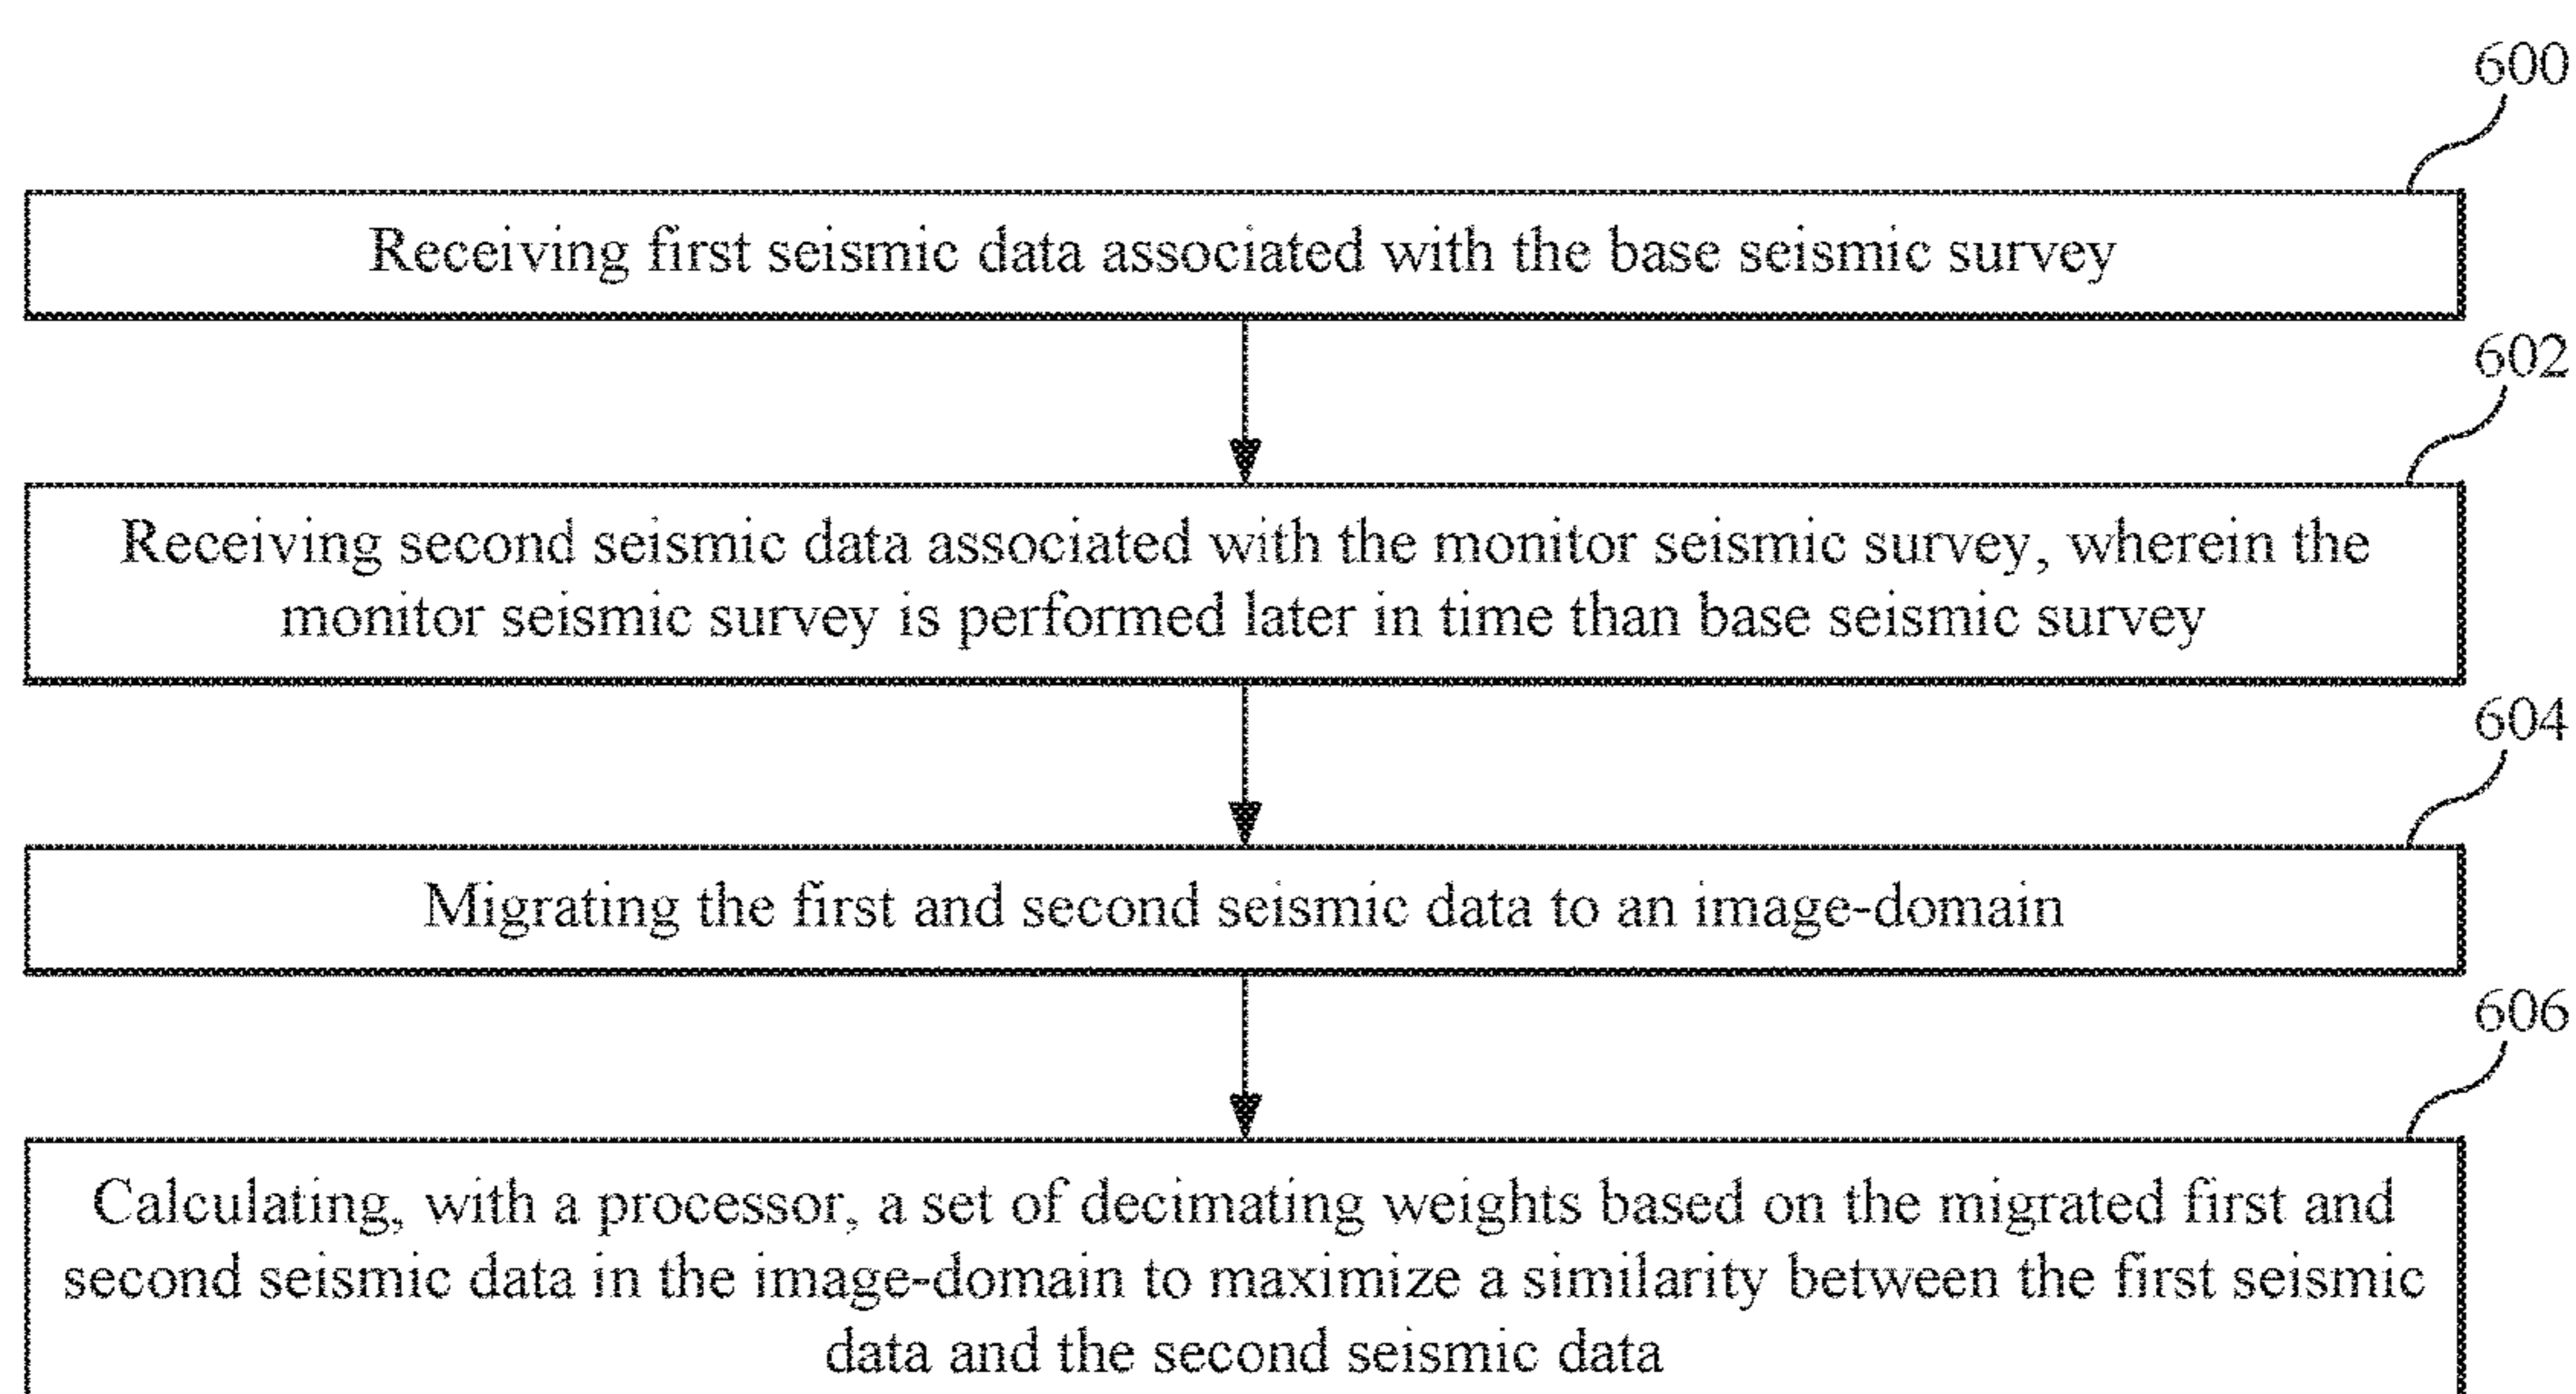 600
Receiving first seismic data associated with the base seismic survey
602
Receiving second seismic data associated with the monitor seismic survey, wherein the
monitor seismic survey is performed later in time than base seismic survey
604
Migrating the first and second seismic data to an image-domain
606
Calculating, with a processor, a set of decimating weights based on the migrated first and
second seismic data in the image-domain to maximize a similarity between the first seismic
data and the second seismic data